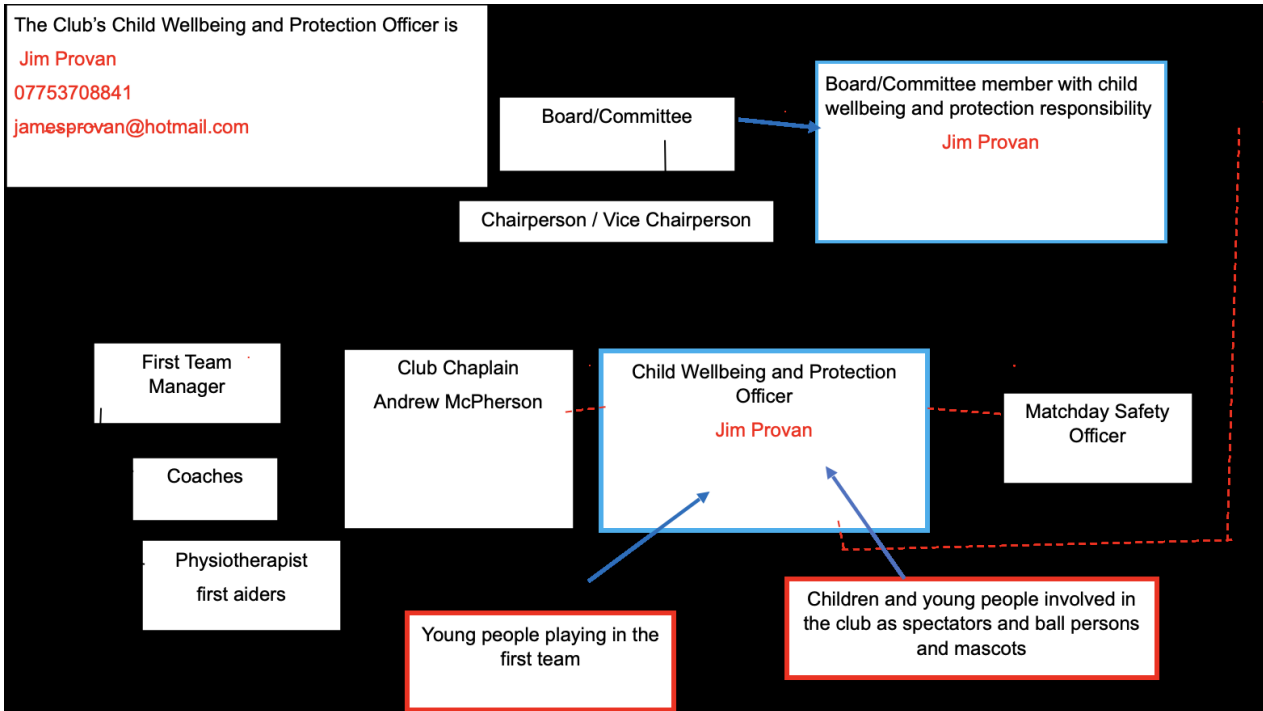 The Club's Child Wellbeing and Protection Officer is
Jim Provan
07753708841
jamesprovan@hotmail.com
Board/Committee
Board/Committee member with child
wellbeing and protection responsibility
Jim Provan
Chairperson / Vice Chairperson
First Team
Manager
Club Chaplain
Andrew McPherson
Child Wellbeing and Protection
Officer
Jim Provan
Matchday Safety
Officer
Coaches
Physiotherapist
first aiders
Young people playing in the
first team
Children and young people involved in
the club as spectators and ball persons
and mascots